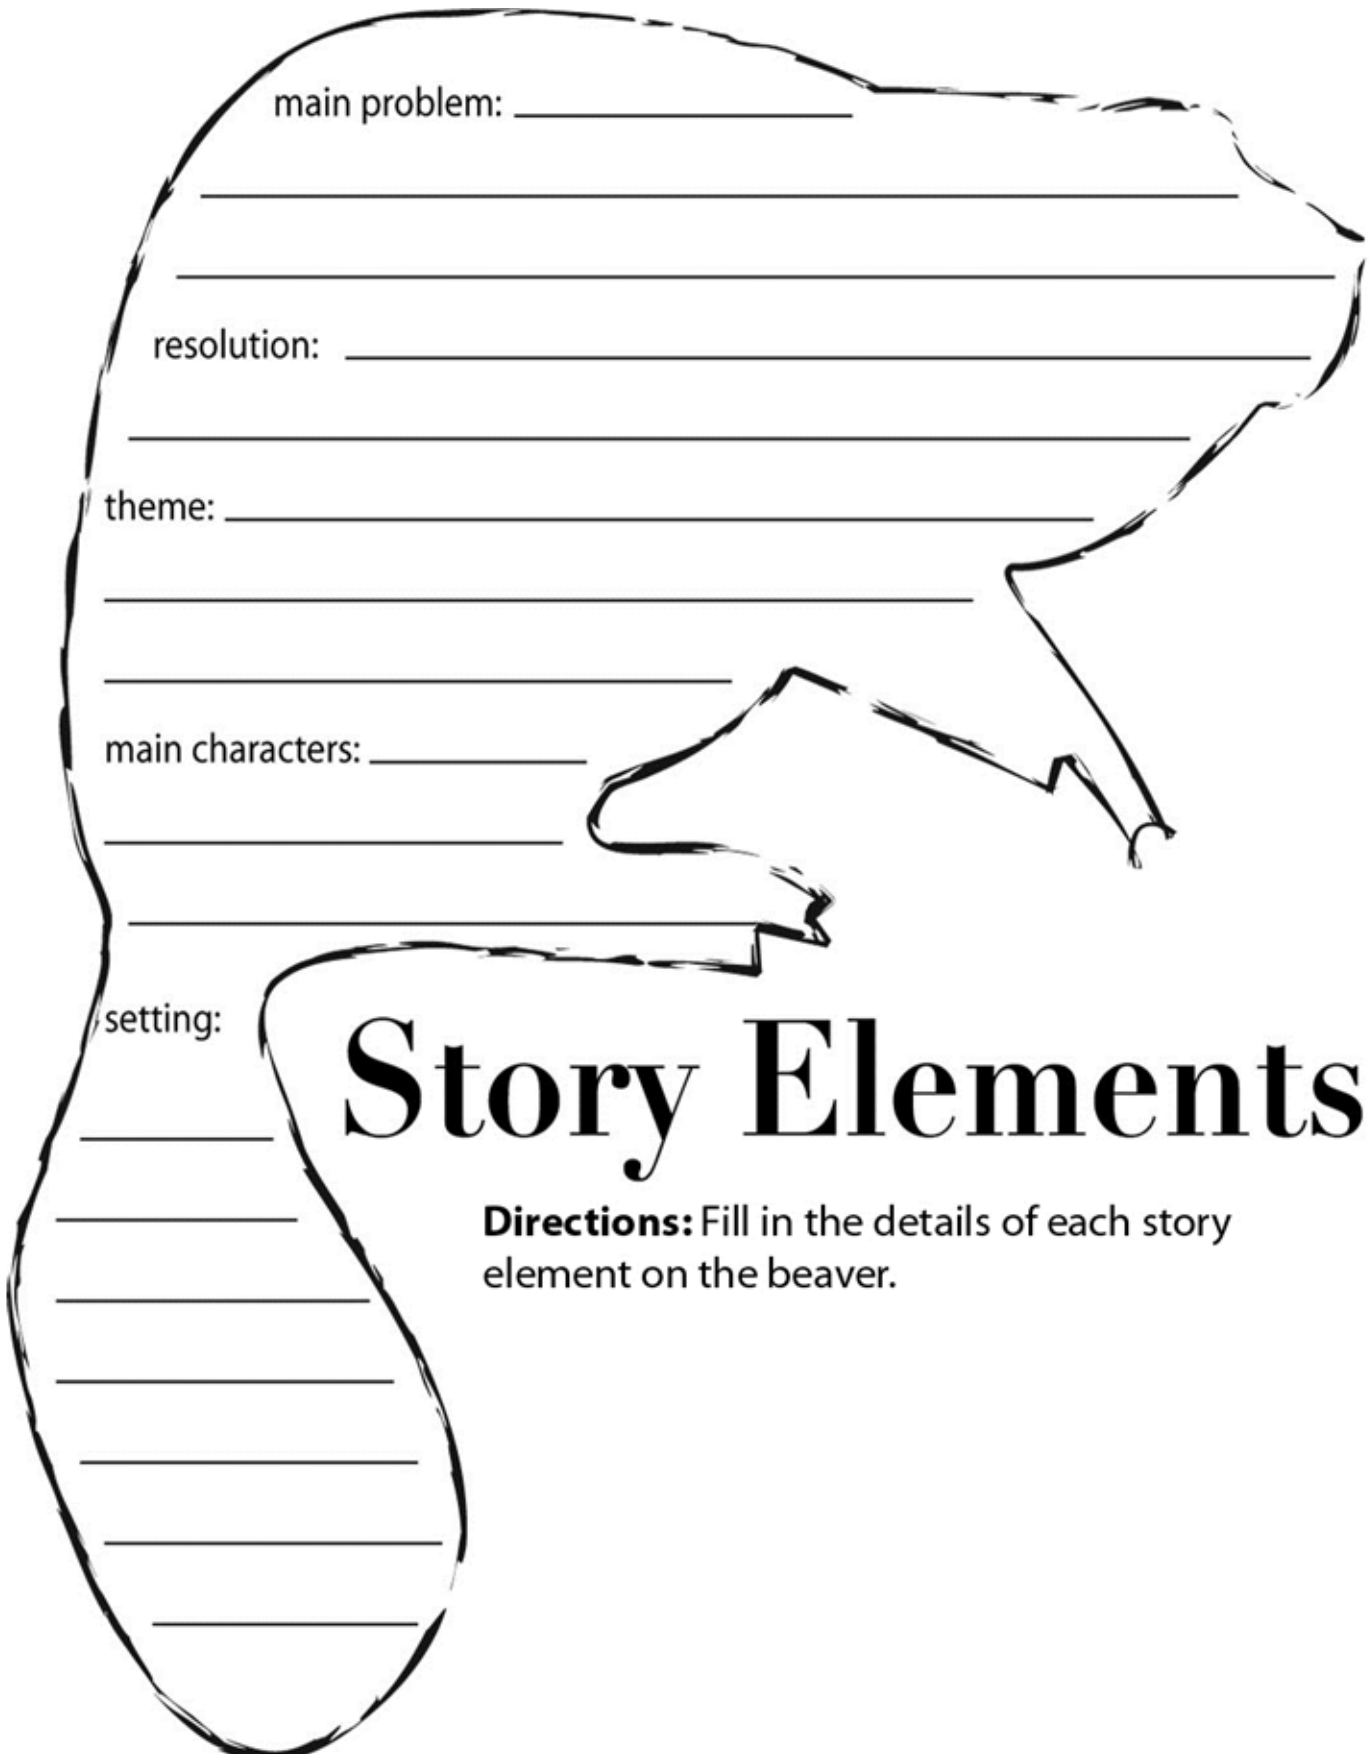 main problem:
resolution:
theme:
main characters:
setting:
Story Elements
Directions: Fill in the details of each story
element on the beaver.